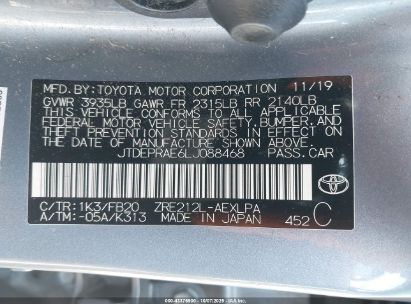 MFD.BY:TOYOTA MOTOR CORPORATION 11/19
GVWR 3935LB GAWR FR 2315LB RR 2140LB
THIS VEHICLE CONFORMS TO ALL APPLICABLE
FEDERAL MOTOR VEHICLE SAFETY, BUMPER, AND
THEFT PREVENTION STANDARDS IN EFFECT ON
THE DATE OF MANUFACTURE SHOWN ABOVE.
JTDEPRAE6LJ088468 PASS.CAR
C/TR:1K3/FB20 ZRE212L-AEXLPA
A/TM:-05A/K313 MADE IN JAPAN 452 C
TOYOTA